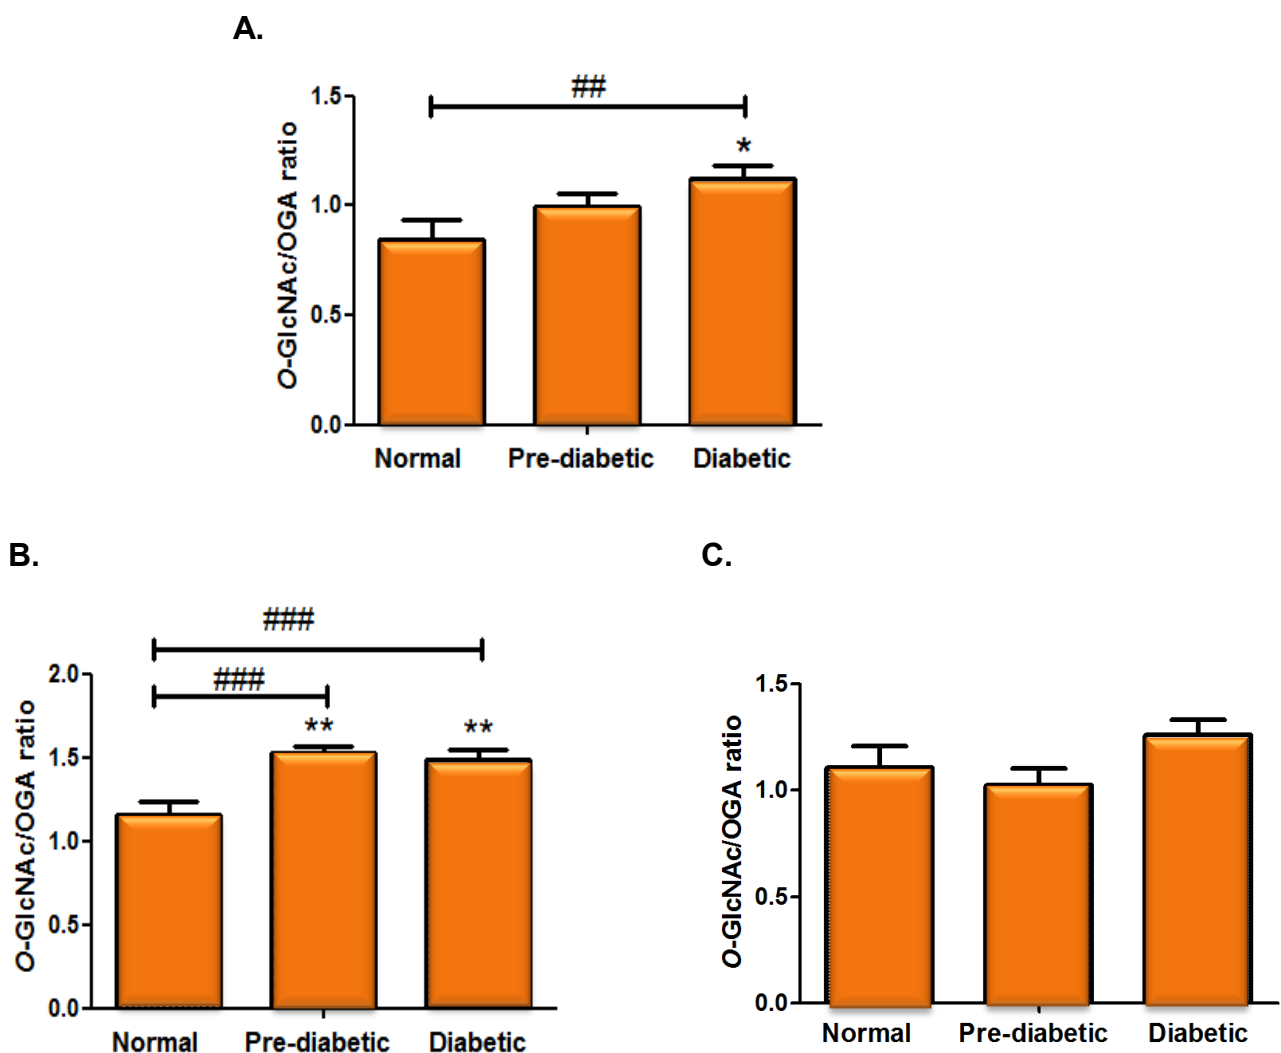 A.
##
1.5
*
1.0
0.5
0.0
O-GlcNAc/OGA ratio
Normal Pre-diabetic Diabetic
B.
###
###
2.0
** **
1.5
1.0
0.5
0.0
O-GlcNAc/OGA ratio
Normal Pre-diabetic Diabetic
C.
1.5
1.0
0.5
0.0
O-GlcNAc/OGA ratio
Normal Pre-diabetic Diabetic